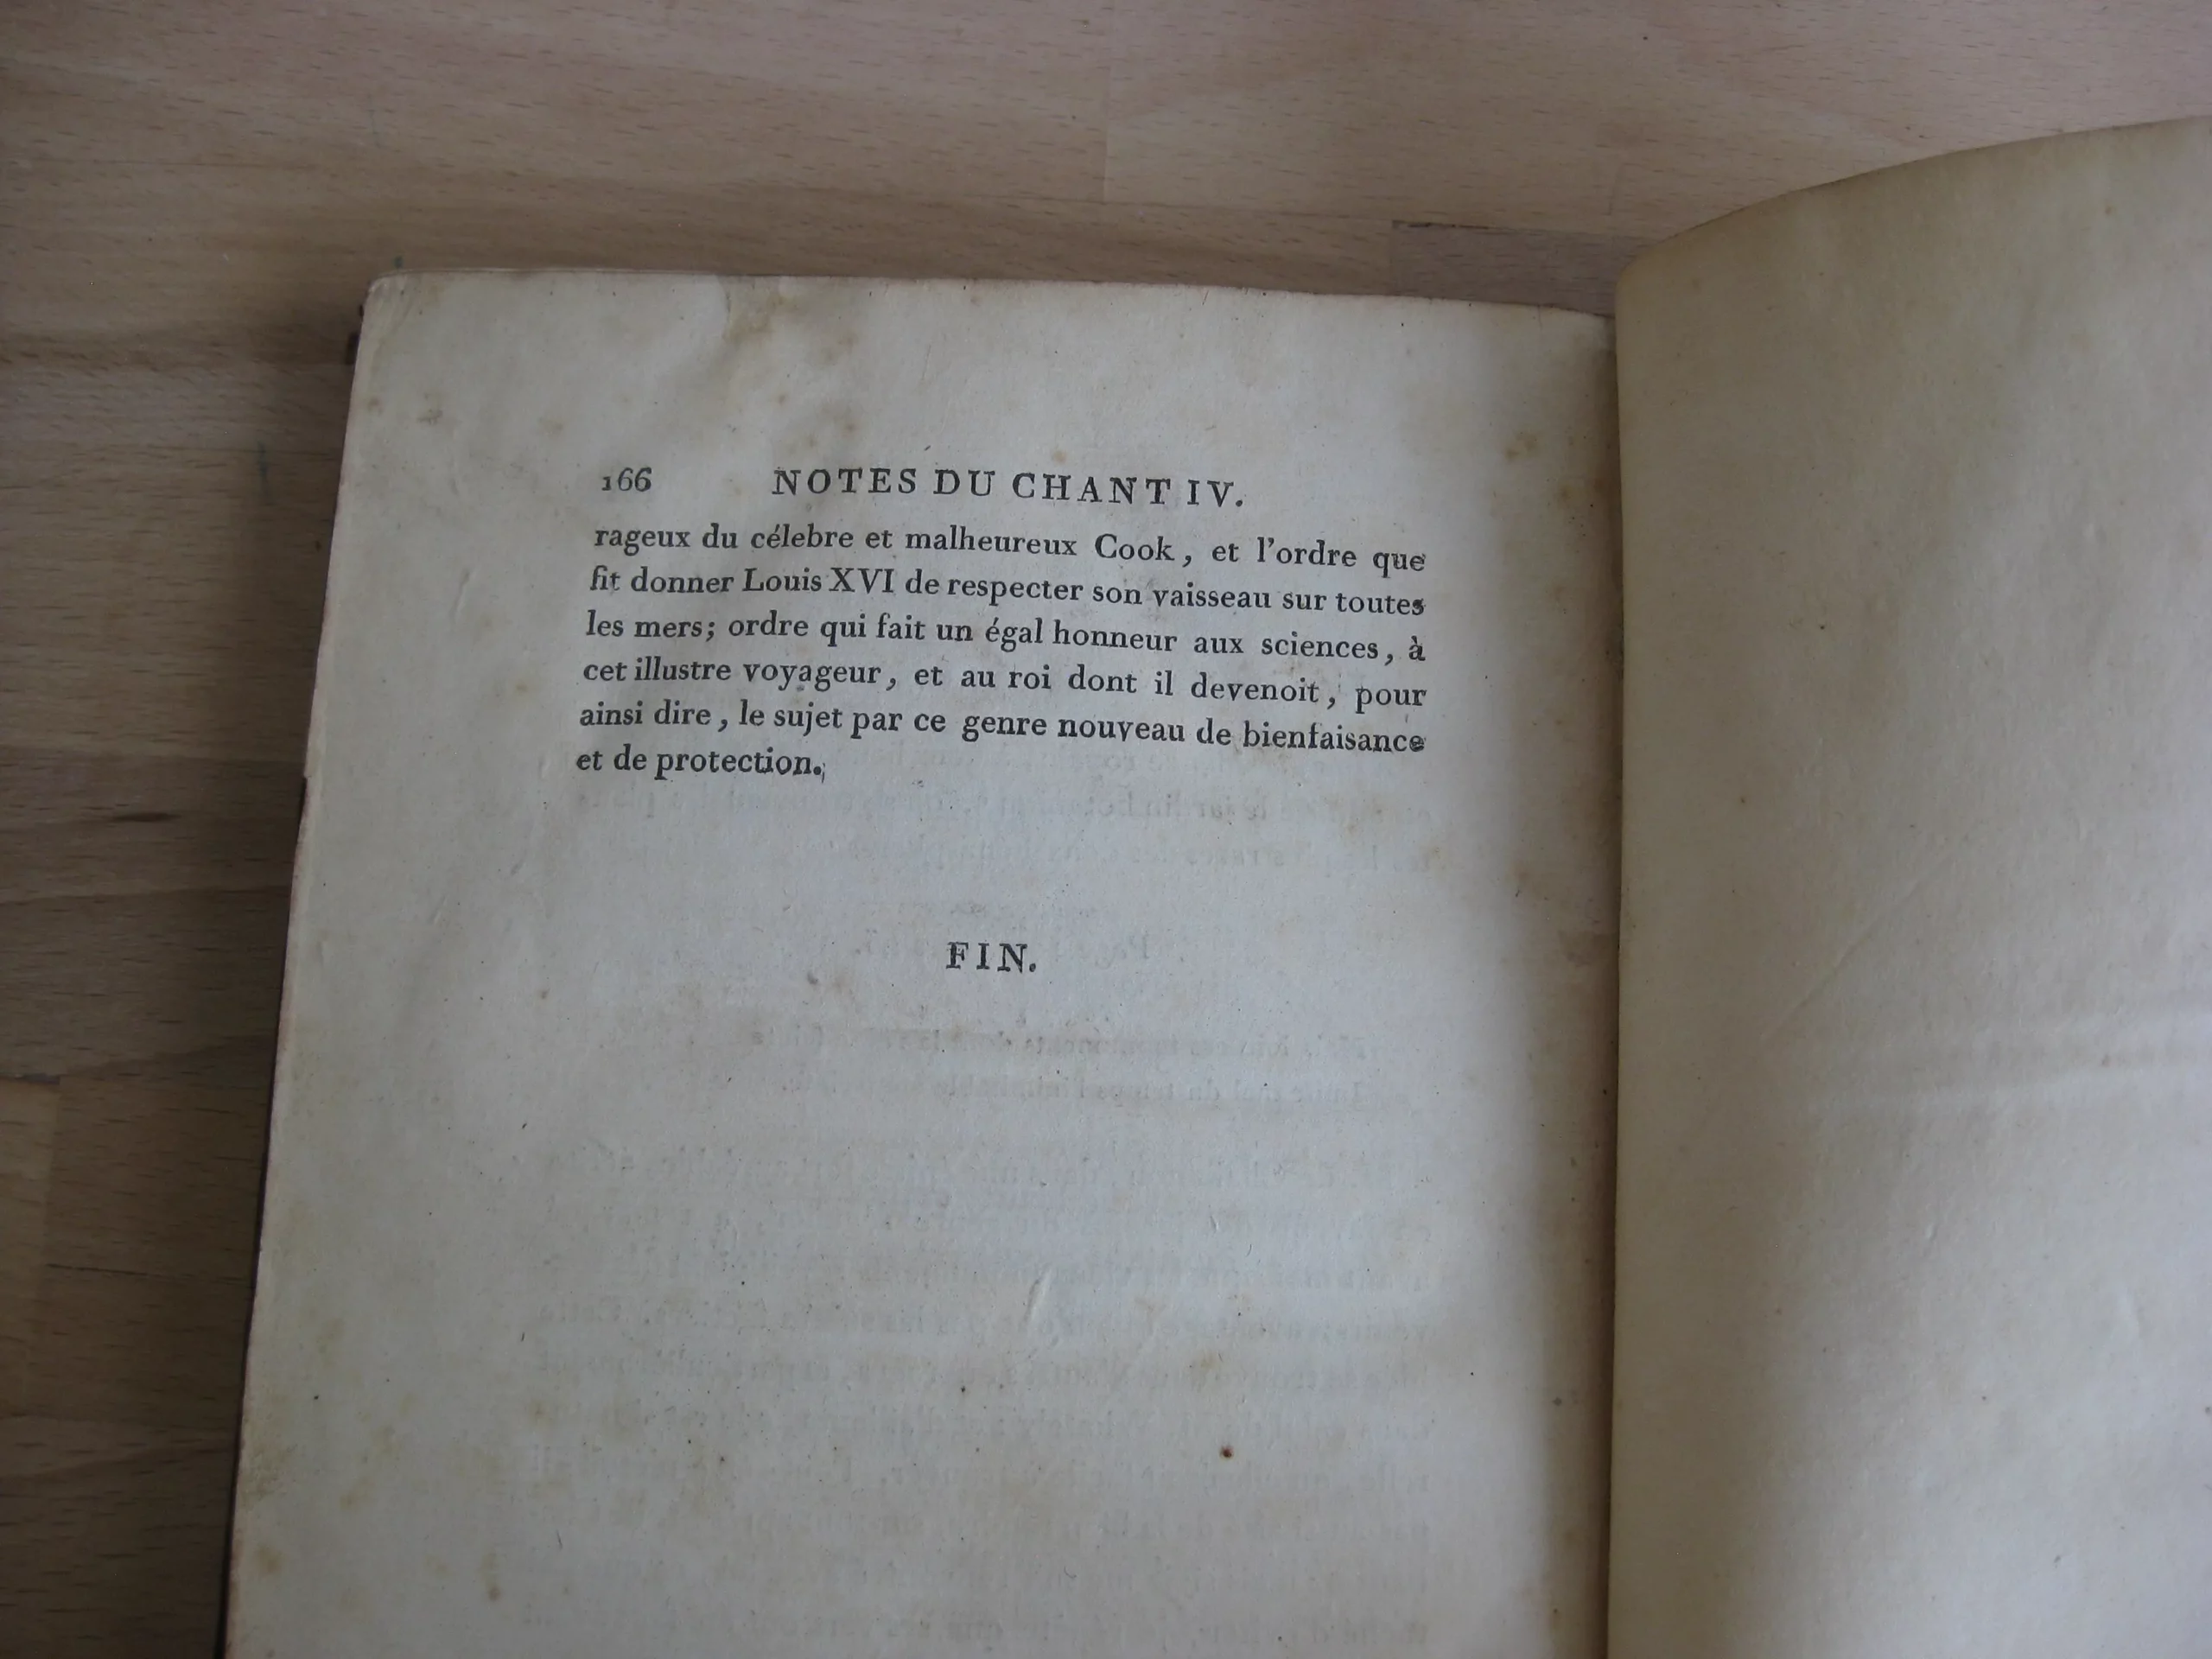 166 NOTES DU CHANT IV.
rageux du célebre et malheureux Cook, et l'ordre que
fit donner Louis XVI de respecter son vaisseau sur toutes
les mers; ordre qui fait un égal honneur aux sciences, à
cet illustre voyageur, et au roi dont il devenoit, pour
ainsi dire, le sujet par ce genre nouveau de bienfaisance
et de protection.
FIN.